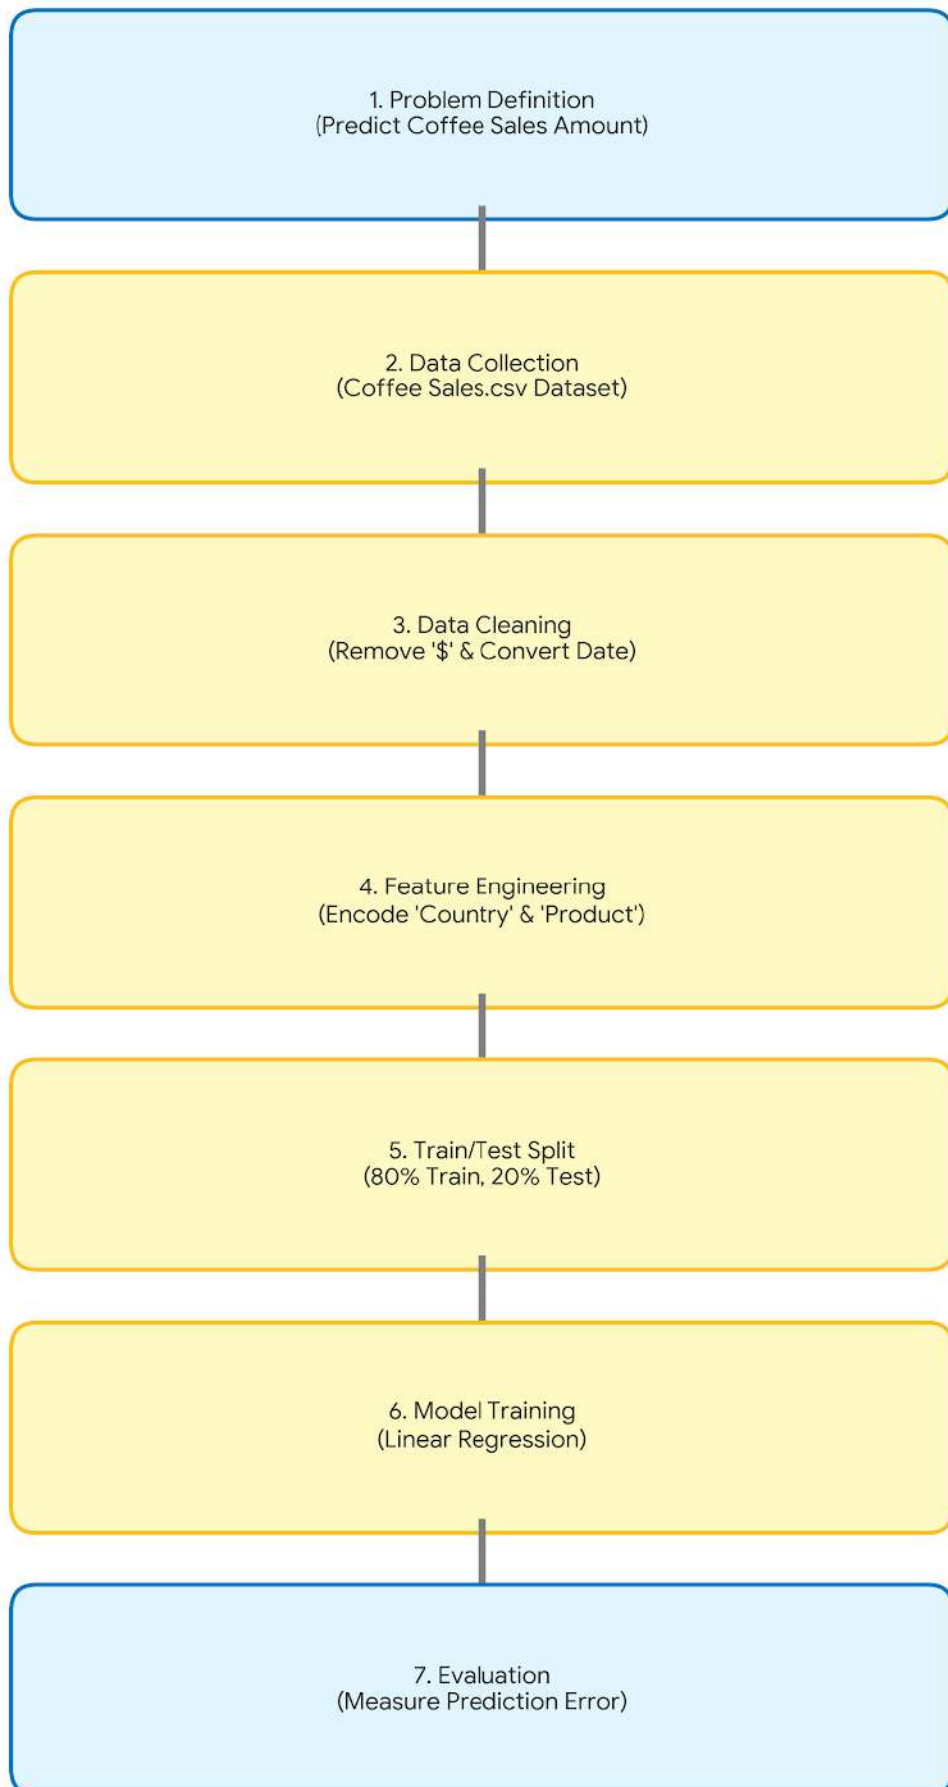 1. Problem Definition
(Predict Coffee Sales Amount)
2. Data Collection
(Coffee Sales.csv Dataset)
3. Data Cleaning
(Remove '$' & Convert Date)
4. Feature Engineering
(Encode 'Country' & 'Product')
5. Train/Test Split
(80% Train, 20% Test)
6. Model Training
(Linear Regression)
7. Evaluation
(Measure Prediction Error)